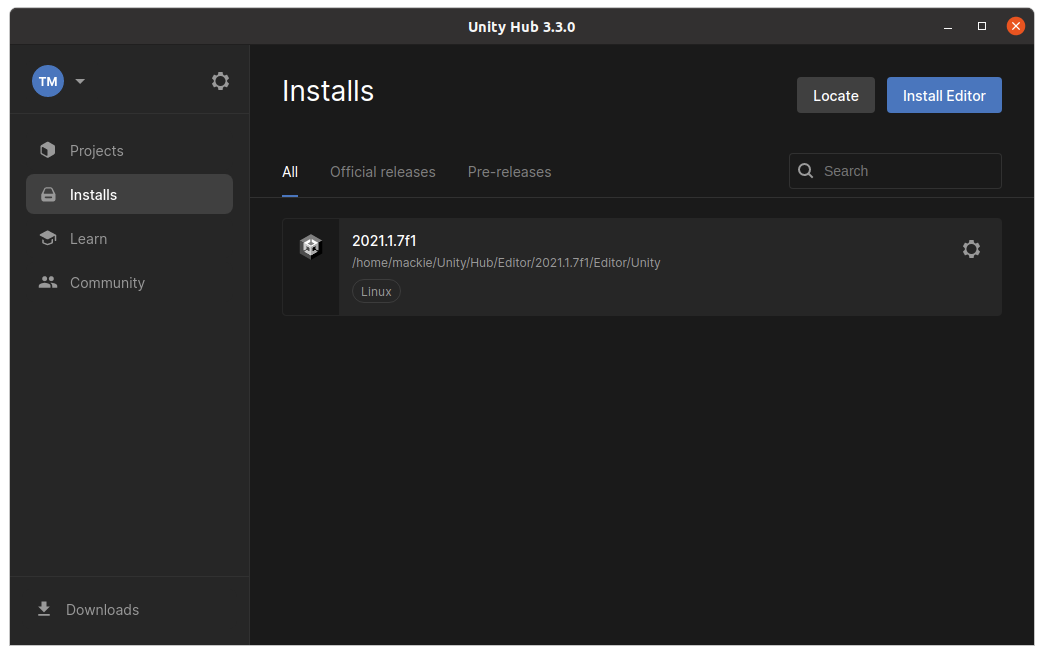 Unity Hub 3.3.0
TM
Projects
Installs
Learn
Community
Downloads
Installs
Locate
Install Editor
All
Official releases
Pre-releases
Search
2021.1.7f1
/home/mackie/Unity/Hub/Editor/2021.1.7f1/Editor/Unity
Linux